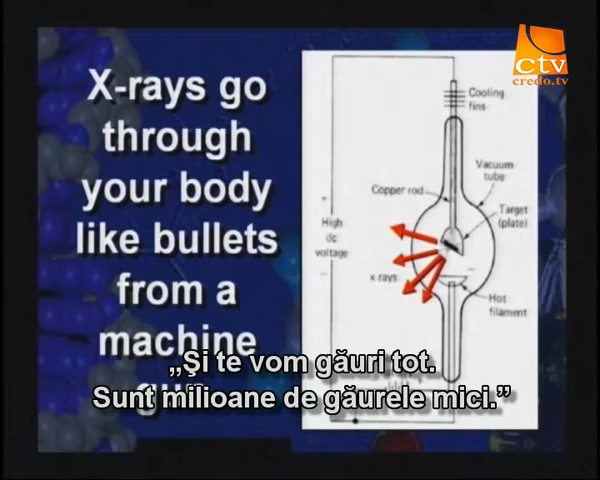 ctv
credo.tv
X-rays go
through
your body
like bullets
from a
machine
Cooling
fins
Vacuum
tube
Copper rod
Target
(plate)
+
High
dc
voltage
−
−
x rays
Hot
filament
„Şi te vom găuri tot.
Sunt milioane de găurele mici.”